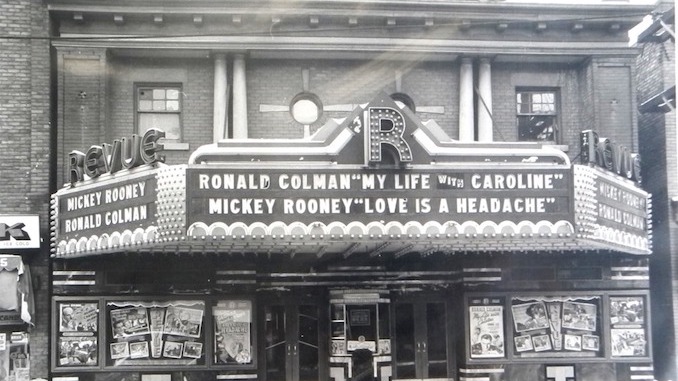 REVUE
MICKEY ROONEY
RONALD COLMAN
R
RONALD COLMAN "MY LIFE WITH CAROLINE"
MICKEY ROONEY "LOVE IS A HEADACHE"
REVUE
MICKEY ROONEY
RONALD COLMAN
K